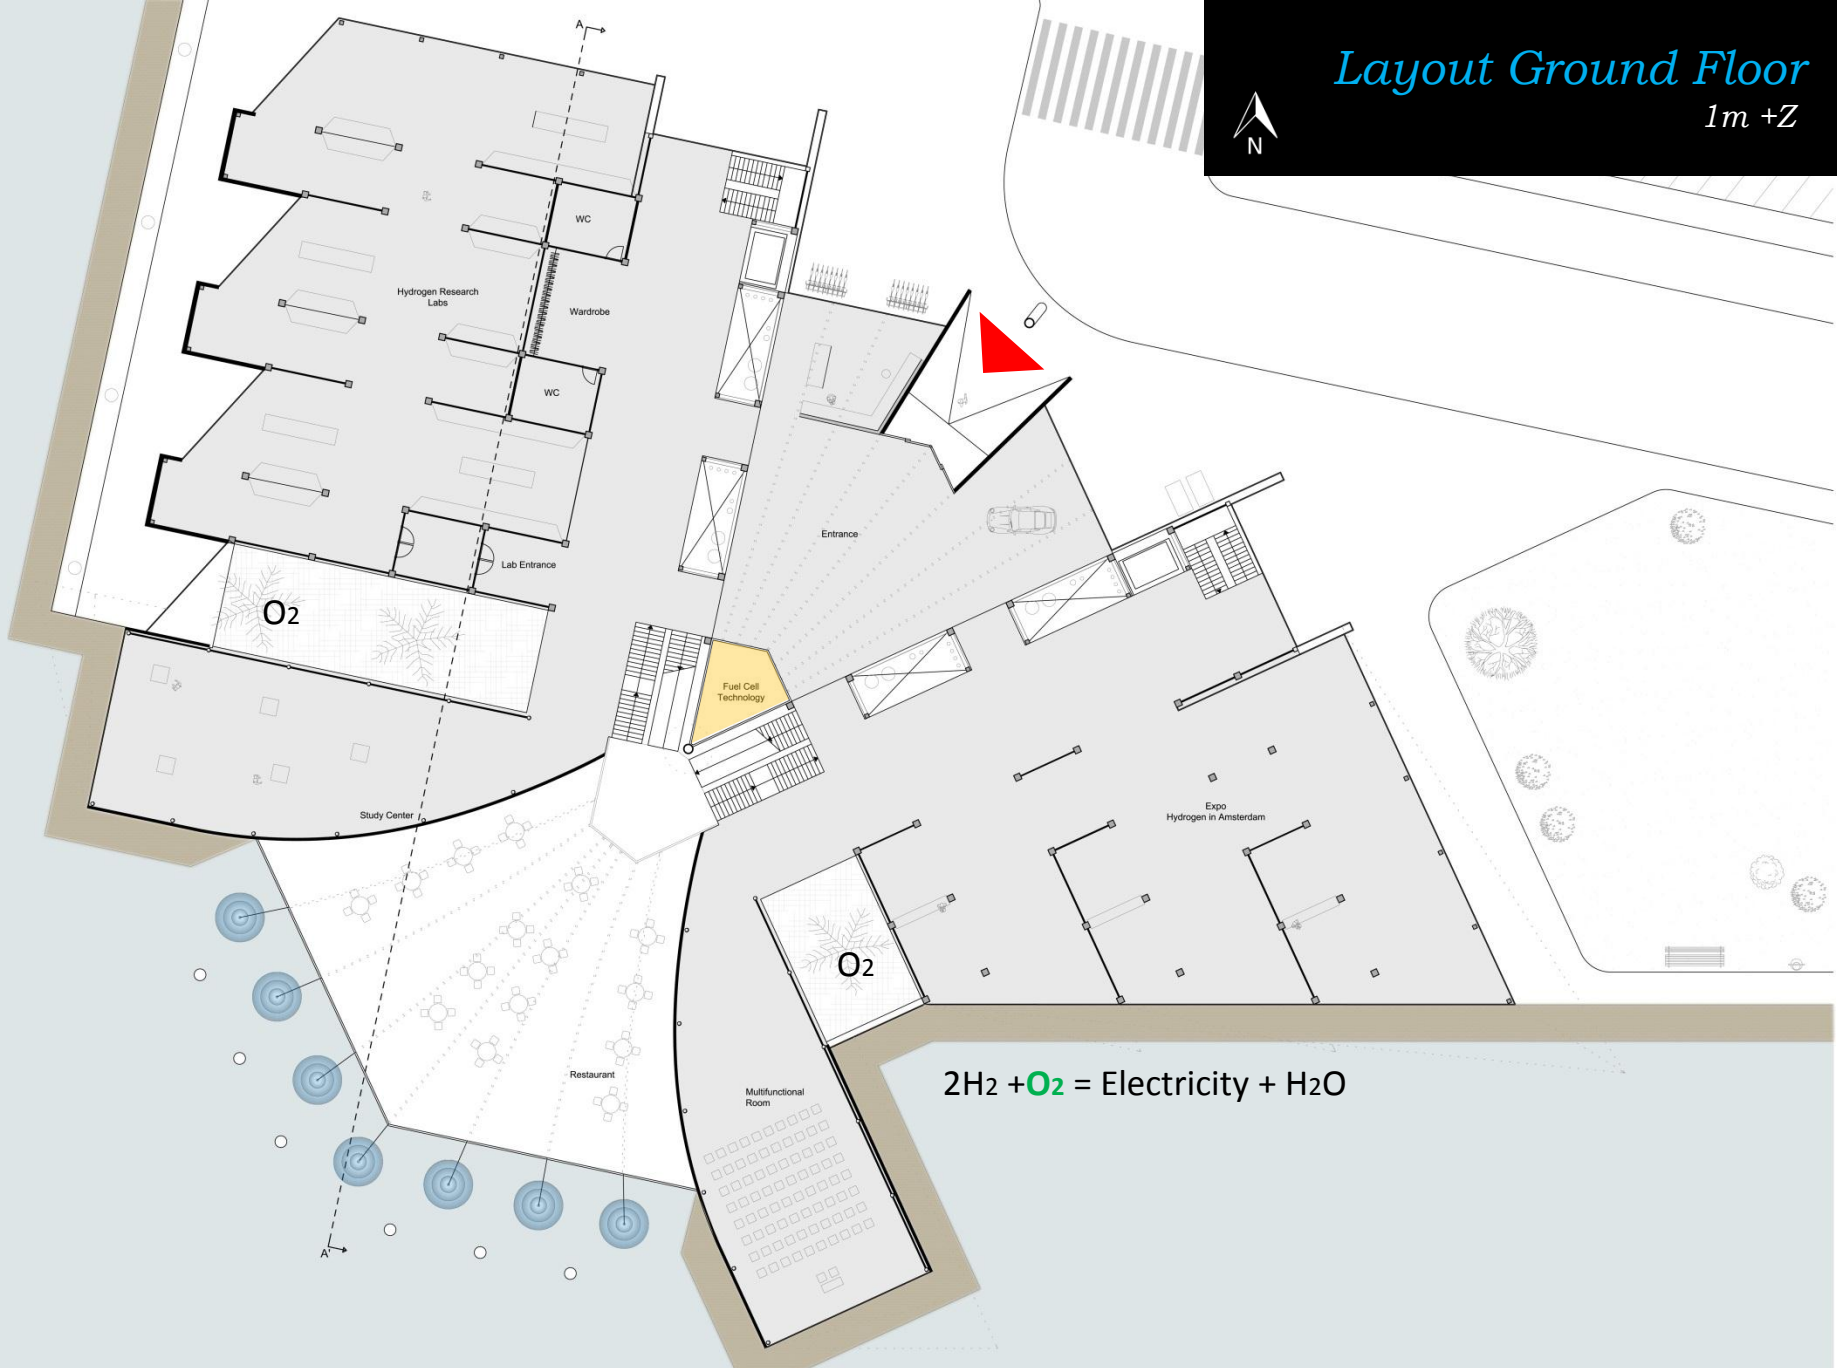 Layout Ground Floor
1m +Z
N
A
WC
Hydrogen Research
Labs
Wardrobe
WC
Entrance
Lab Entrance
O2
Fuel Cell
Technology
Expo
Hydrogen in Amsterdam
Study Center
O2
Restaurant
Multifunctional
Room
2H2 +O2 = Electricity + H2O
A'